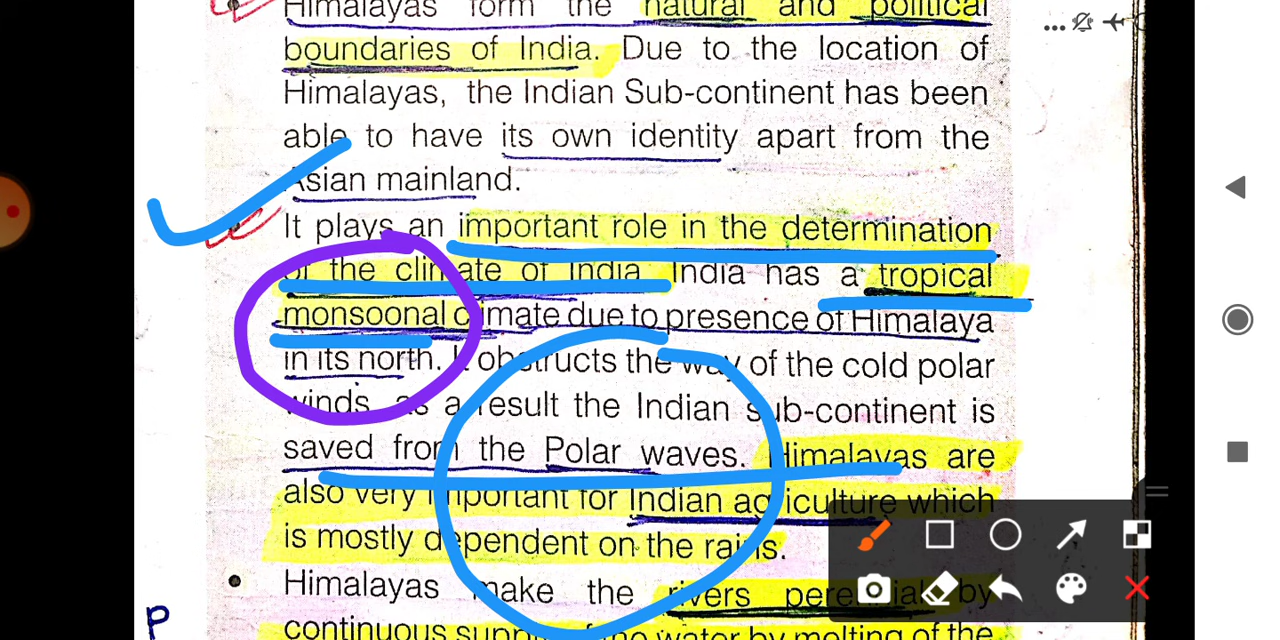 Himalayas form the natural and political
boundaries of India. Due to the location of
Himalayas, the Indian Sub-continent has been
able to have its own identity apart from the
Asian mainland.
It plays an important role in the determination
of the climate of India. India has a tropical
monsoonal climate due to presence of Himalaya
in its north. It obstructs the way of the cold polar
winds, as a result the Indian sub-continent is
saved from the Polar waves. Himalayas are
also very important for Indian agriculture which
is mostly dependent on the rains.
Himalayas make the rivers perennial by
P
continuous supply of the water by melting of the